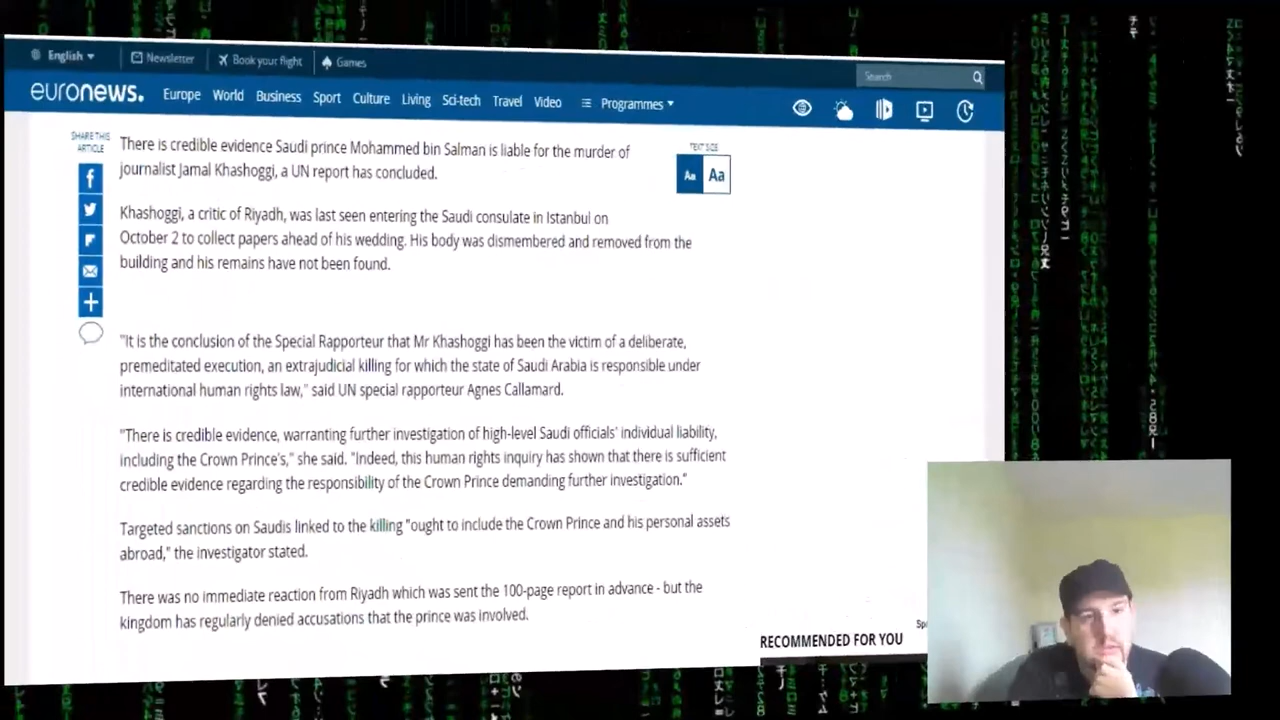 English
Newsletter
Book your flight
Games
Search
euronews.
Europe
World
Business
Sport
Culture
Living
Sci-tech
Travel
Video
Programmes
SHARE THIS
ARTICLE
TEXT SIZE
Aa
Aa
There is credible evidence Saudi prince Mohammed bin Salman is liable for the murder of
journalist Jamal Khashoggi, a UN report has concluded.
Khashoggi, a critic of Riyadh, was last seen entering the Saudi consulate in Istanbul on
October 2 to collect papers ahead of his wedding. His body was dismembered and removed from the
building and his remains have not been found.
"It is the conclusion of the Special Rapporteur that Mr Khashoggi has been the victim of a deliberate,
premeditated execution, an extrajudicial killing for which the state of Saudi Arabia is responsible under
international human rights law," said UN special rapporteur Agnes Callamard.
"There is credible evidence, warranting further investigation of high-level Saudi officials' individual liability,
including the Crown Prince's," she said. "Indeed, this human rights inquiry has shown that there is sufficient
credible evidence regarding the responsibility of the Crown Prince demanding further investigation."
Targeted sanctions on Saudis linked to the killing "ought to include the Crown Prince and his personal assets
abroad," the investigator stated.
There was no immediate reaction from Riyadh which was sent the 100-page report in advance - but the
kingdom has regularly denied accusations that the prince was involved.
RECOMMENDED FOR YOU